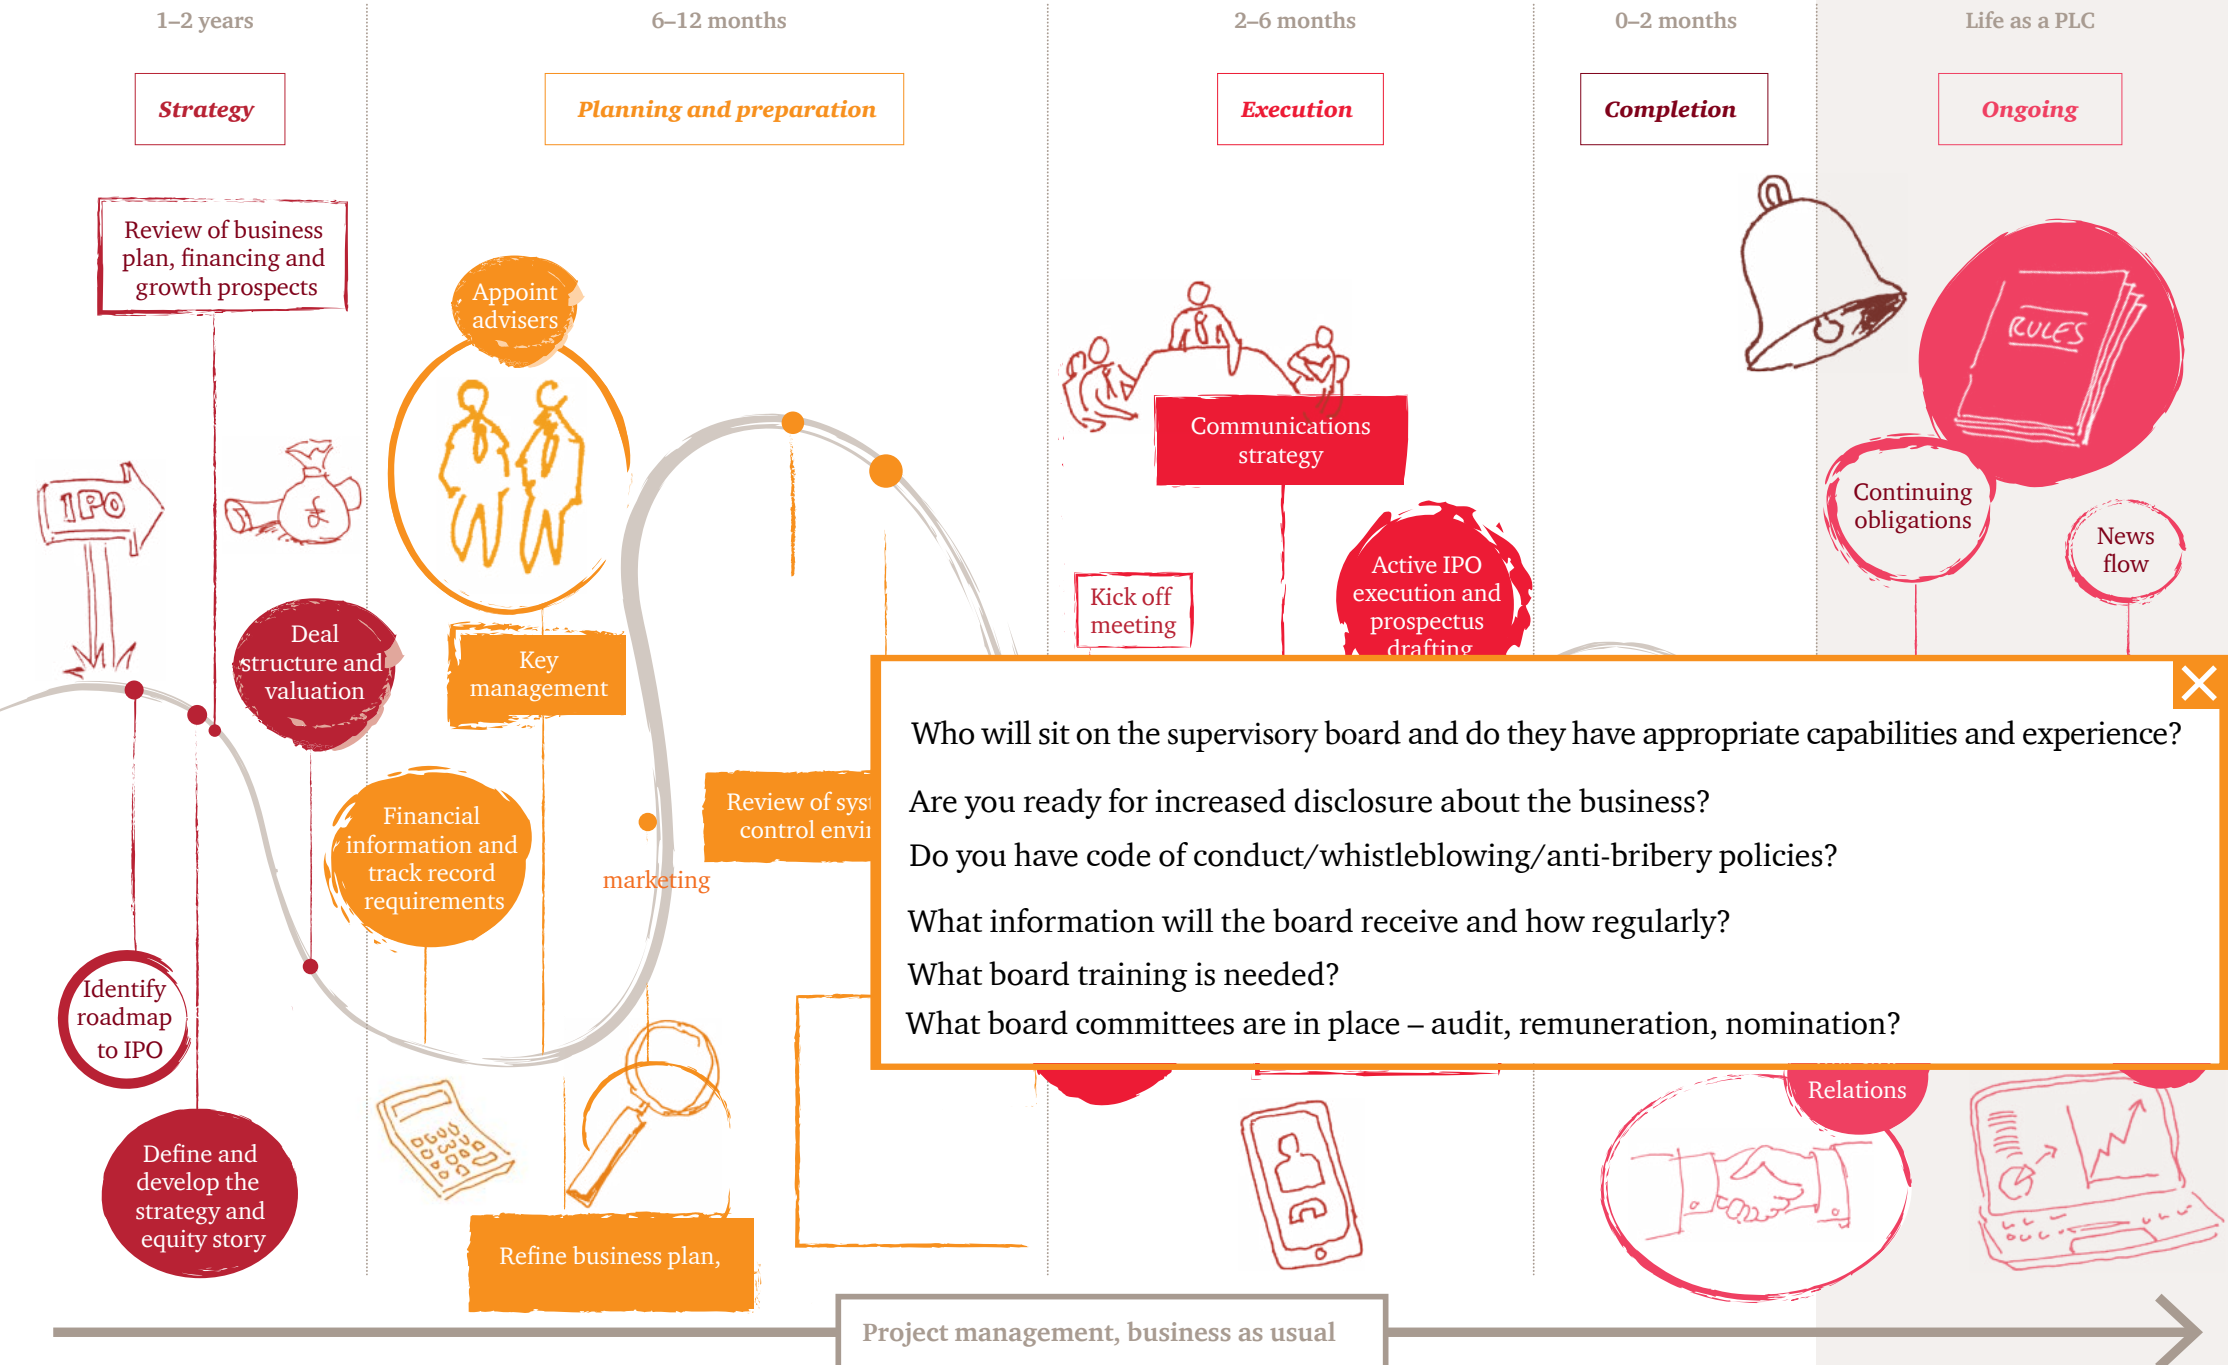 1–2 years
6–12 months
2–6 months
0–2 months
Life as a PLC
Strategy
Planning and preparation
Execution
Completion
Ongoing
Review of business
plan, financing and
growth prospects
Appoint
advisers
RULES
Communications
strategy
IPO
£
Continuing
obligations
News
flow
Active IPO
execution and
prospectus
drafting
Kick off
meeting
Deal
structure and
valuation
Key
management
Who will sit on the supervisory board and do they have appropriate capabilities and experience?
Are you ready for increased disclosure about the business?
Do you have code of conduct/whistleblowing/anti-bribery policies?
What information will the board receive and how regularly?
What board training is needed?
What board committees are in place – audit, remuneration, nomination?
Financial
information and
track record
requirements
Review of
control
marketing
Identify
roadmap
to IPO
Relations
Define and
develop the
strategy and
equity story
Refine business plan,
Project management, business as usual